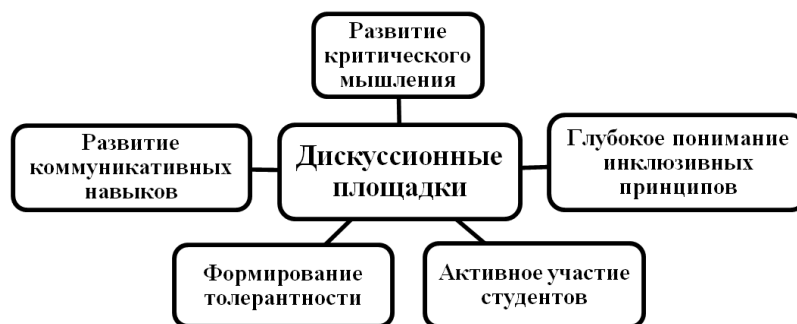 Развитие
критического
мышления
Развитие
коммуникативных
навыков
Дискуссионные
площадки
Глубокое понимание
инклюзивных
принципов
Формирование
толерантности
Активное участие
студентов